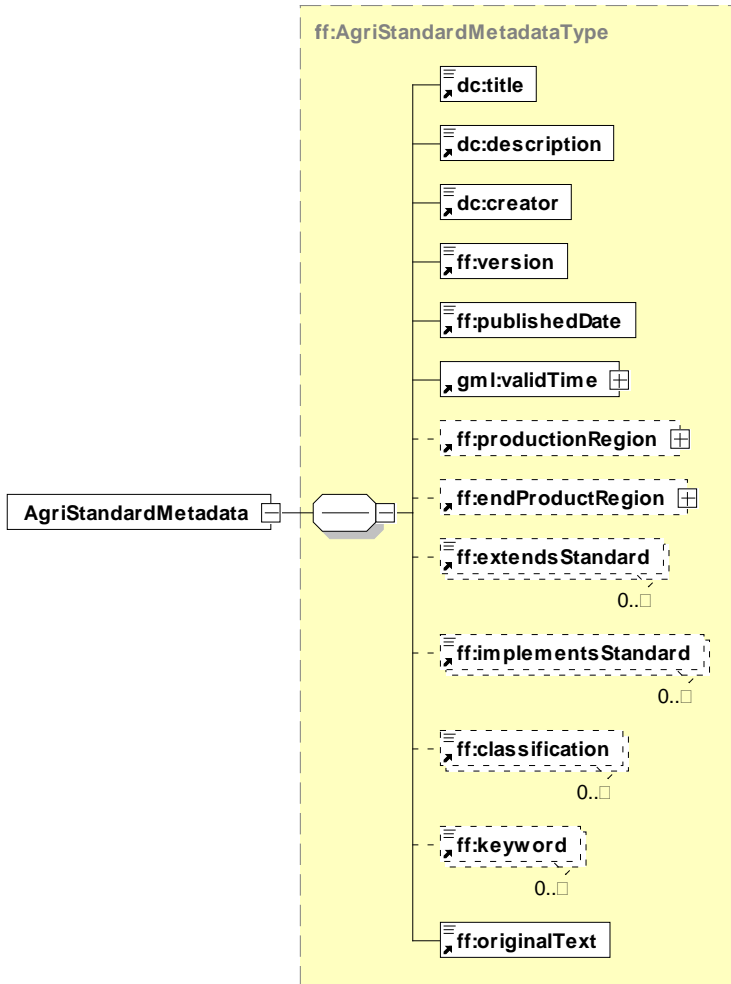 ff:AgriStandardMetadataType
dc:title
dc:description
dc:creator
ff:version
ff:publishedDate
gml:validTime
ff:productionRegion
ff:endProductRegion
AgriStandardMetadata
ff:extendsStandard
0..□
ff:implementsStandard
0..□
ff:classification
0..□
ff:keyword
0..□
ff:originalText